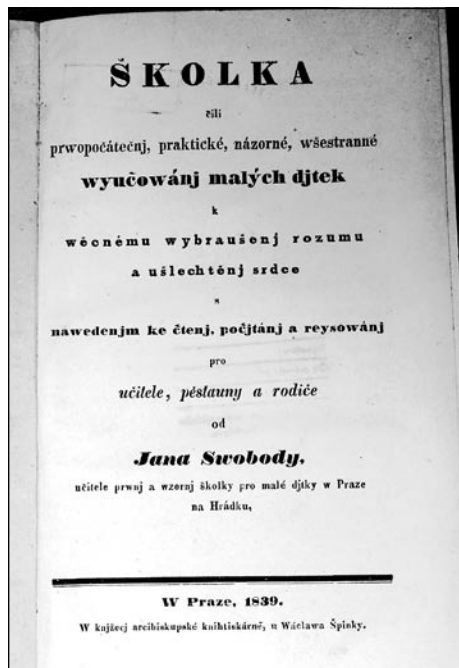 ŠKOLKA
čili
prwopočátečnj, praktické, názorné, wšestranné
wyučowánj malých djtek
k
wěcnému wybraušenj rozumu
a ušlechtěnj srdce
s
nawedenjm ke čtenj, počjtánj a reysowánj
pro
učitele, pěstauny a rodiče
od
Jana Swobody,
učitele prwnj a wzornj školky pro malé djtky w Praze
na Hrádku,
W Praze, 1839.
W knjžecj arcibiskupské knihtiskárně, u Wáclawa Špinky.